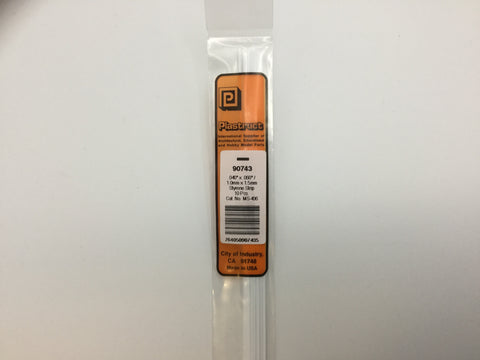 P
Plastruct
International Supplier of
Architectural, Educational
and Hobby Model Parts
90743
.040" x .060" /
1.0mm x 1.5mm
Styrene Strip
10 Pcs.
Cat. No. MS-406
764050907435
City of Industry,
CA 91748
Made in USA